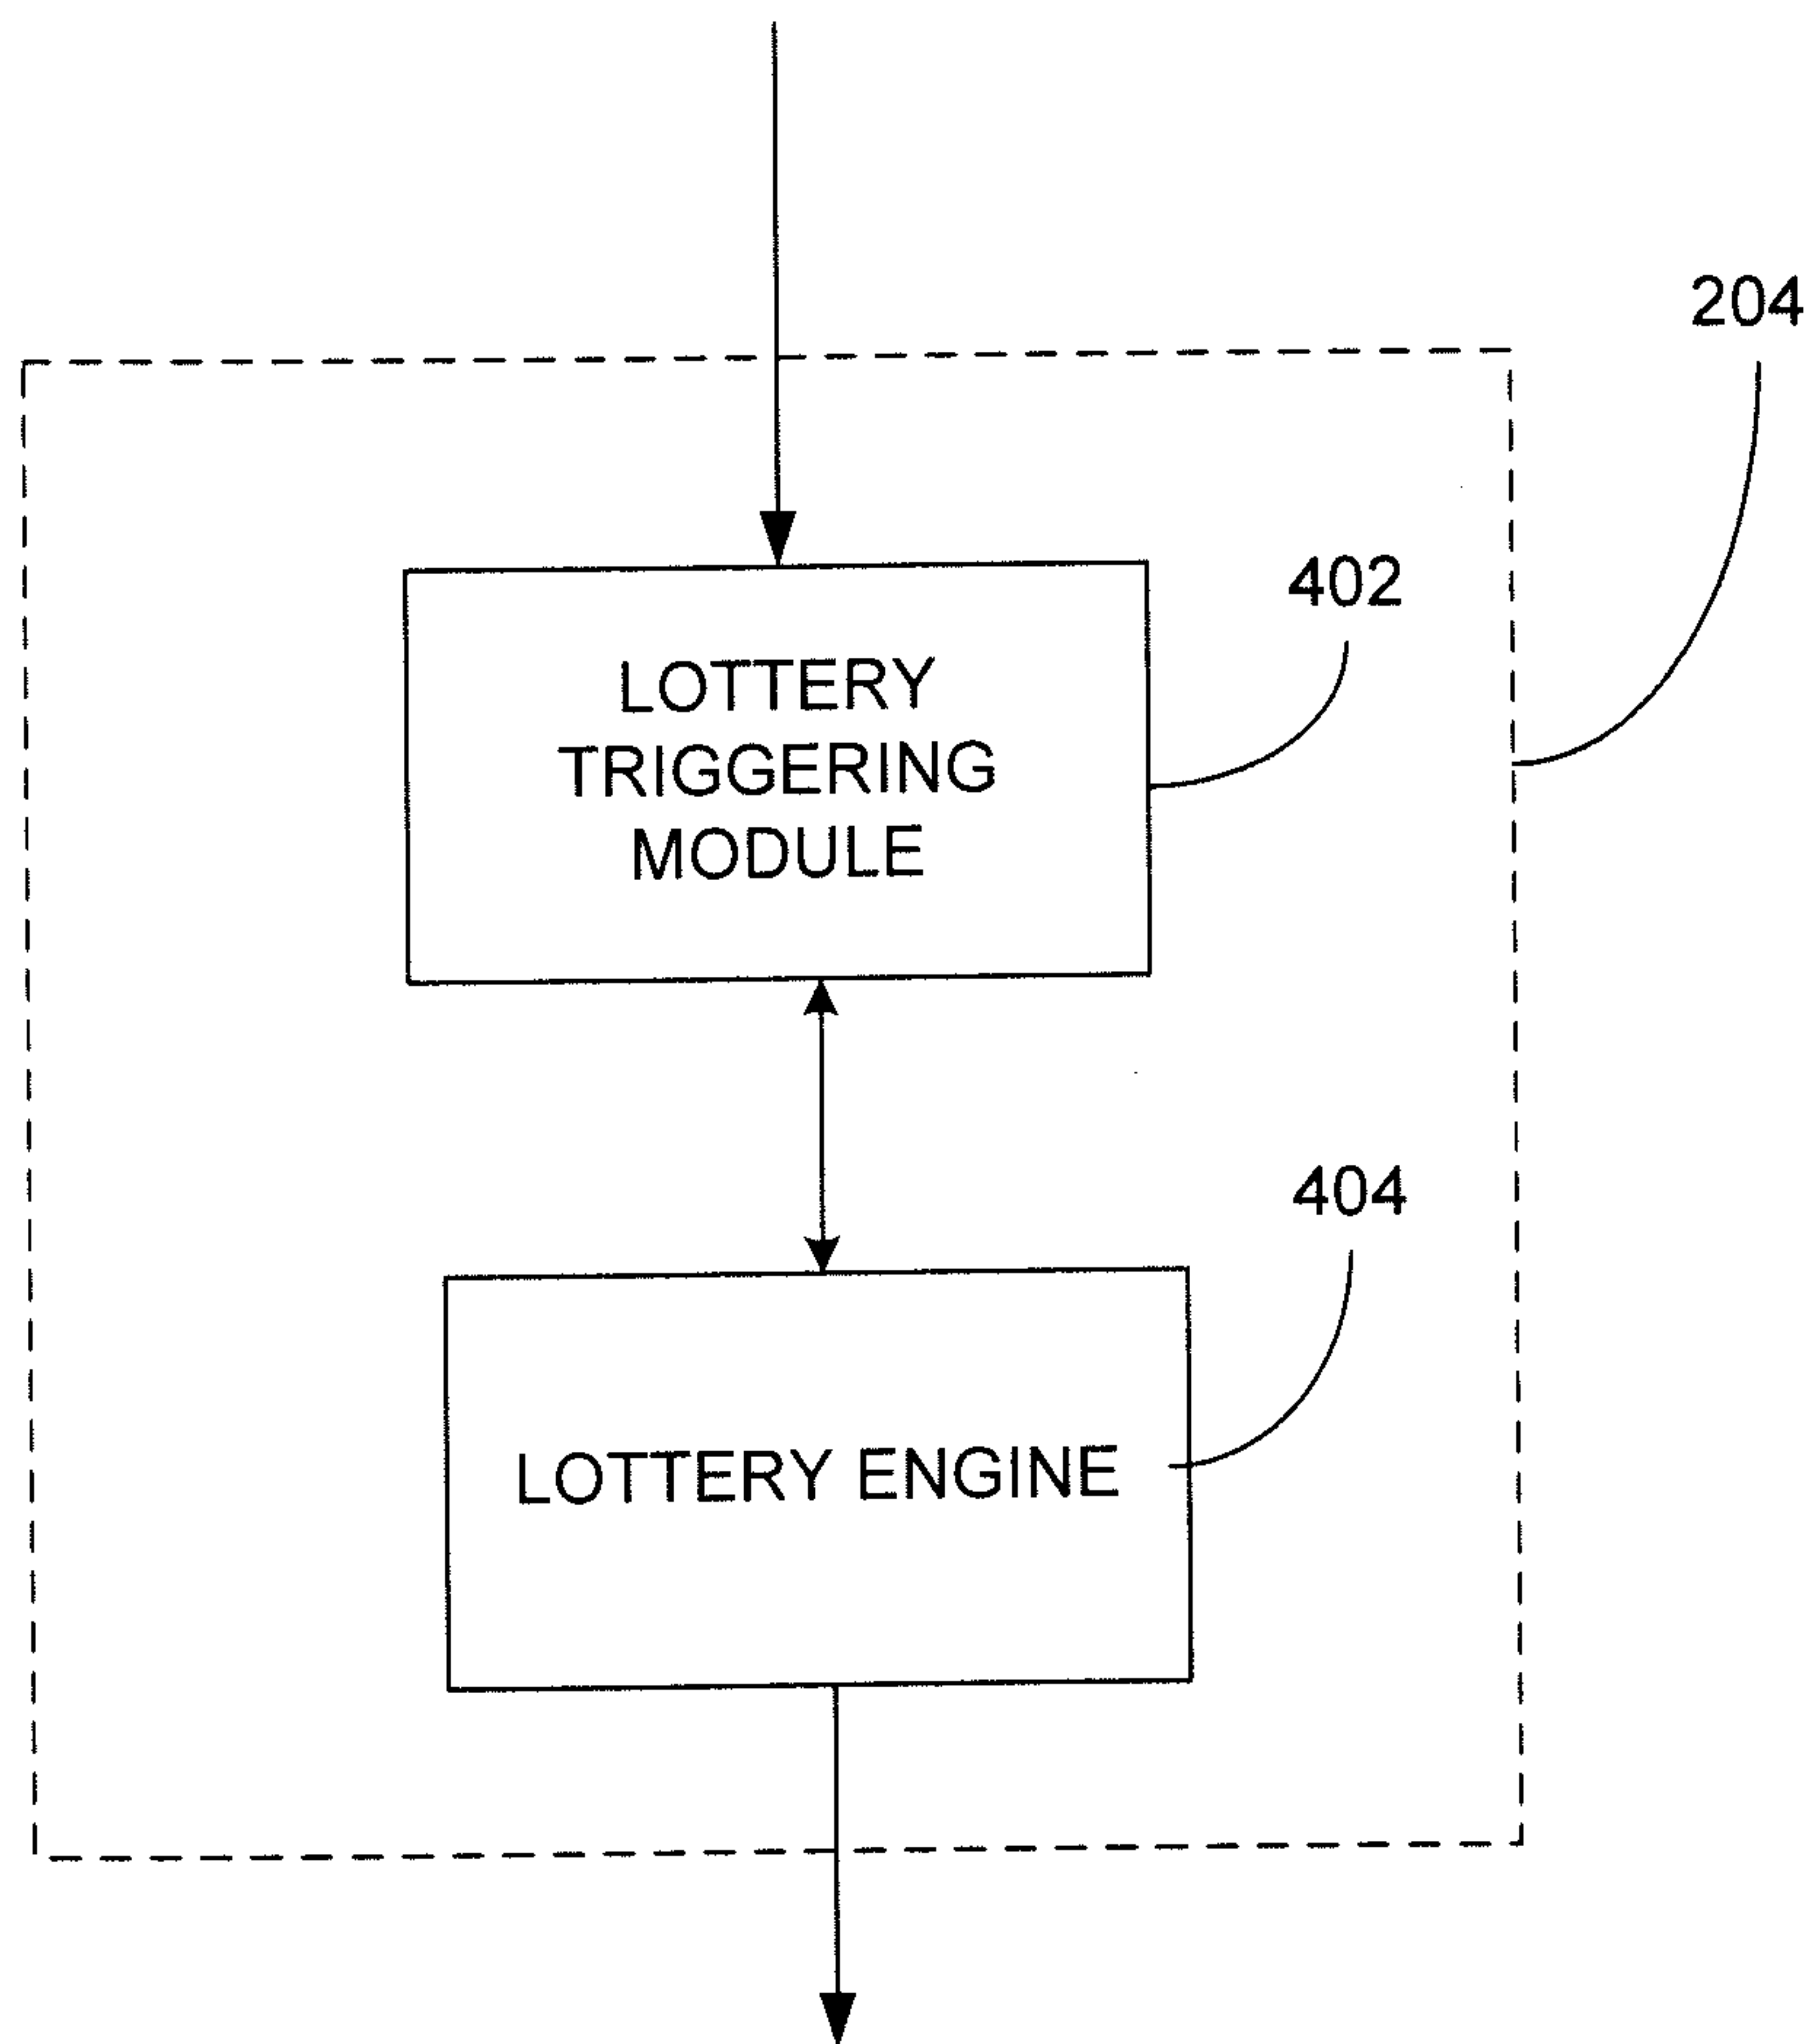 204
402
LOTTERY
TRIGGERING
MODULE
404
LOTTERY ENGINE